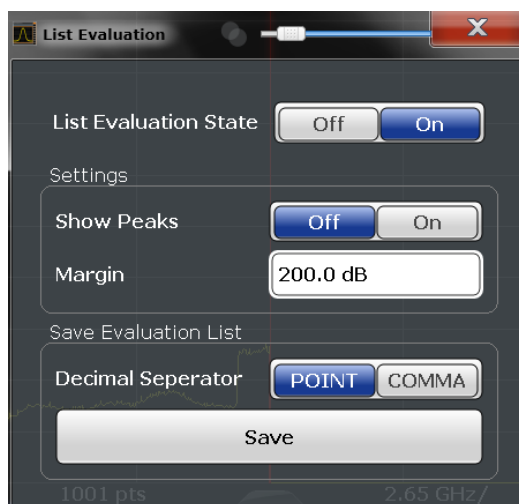 List Evaluation
X
List Evaluation State Off On
Settings
Show Peaks Off On
Margin 200.0 dB
Save Evaluation List
Decimal Seperator POINT COMMA
Save
1001 pts 2.65 GHz/